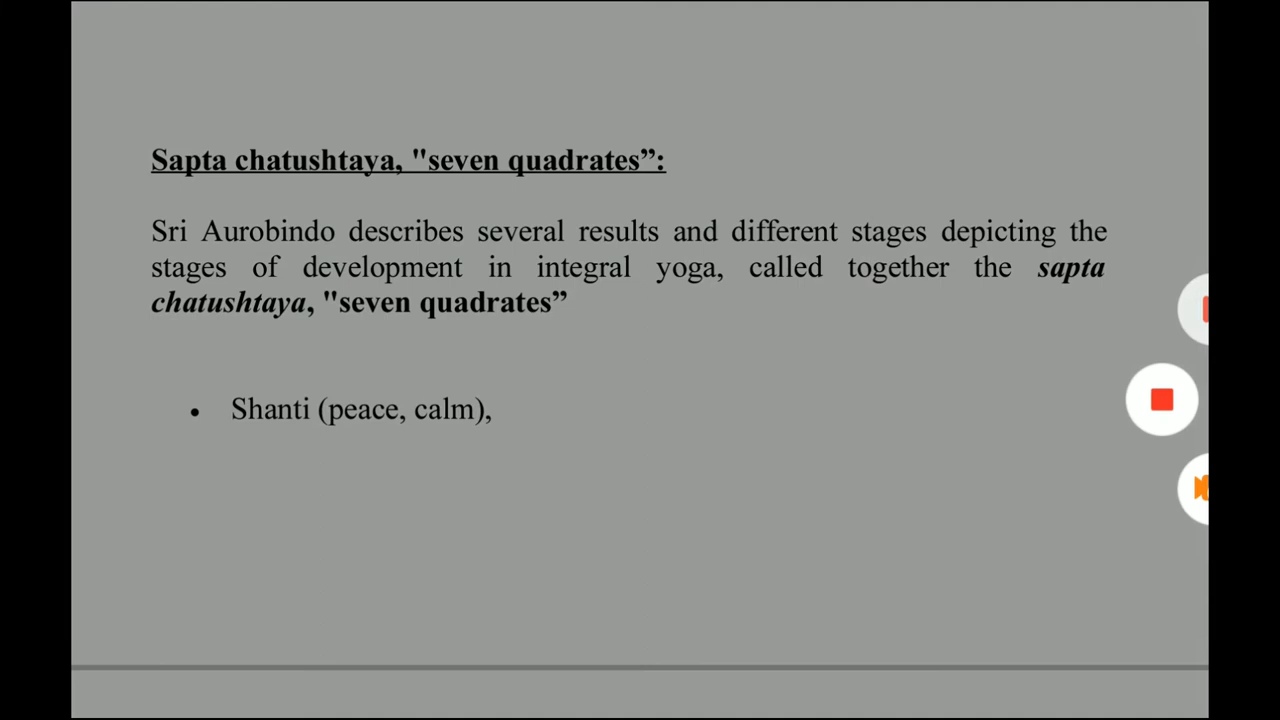 Sapta chatushtaya, "seven quadrates”:
Sri Aurobindo describes several results and different stages depicting the
stages of development in integral yoga, called together the sapta
chatushtaya, "seven quadrates”
• Shanti (peace, calm),